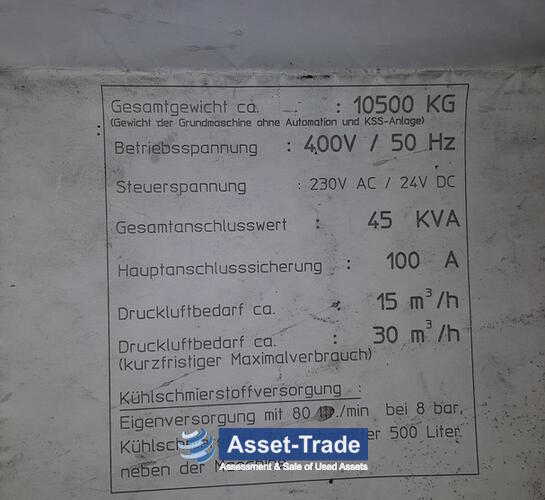 Gesamtgewicht ca. : 10500 KG
(Gewicht der Grundmaschine ohne Automation und KSS-Anlage)
Betriebsspannung : 400V / 50 Hz
Steuerspannung : 230V AC / 24V DC
Gesamtanschlusswert : 45 KVA
Hauptanschlusssicherung : 100 A
Druckluftbedarf ca. : 15 m³/h
Druckluftbedarf ca. : 30 m³/h
(kurzfristiger Maximalverbrauch)
Kühlschmierstoffversorgung :
Eigenversorgung mit 80 /min, bei 8 bar,
500 Liter
neben der
Asset-Trade
Assessment & Sale of Used Assets